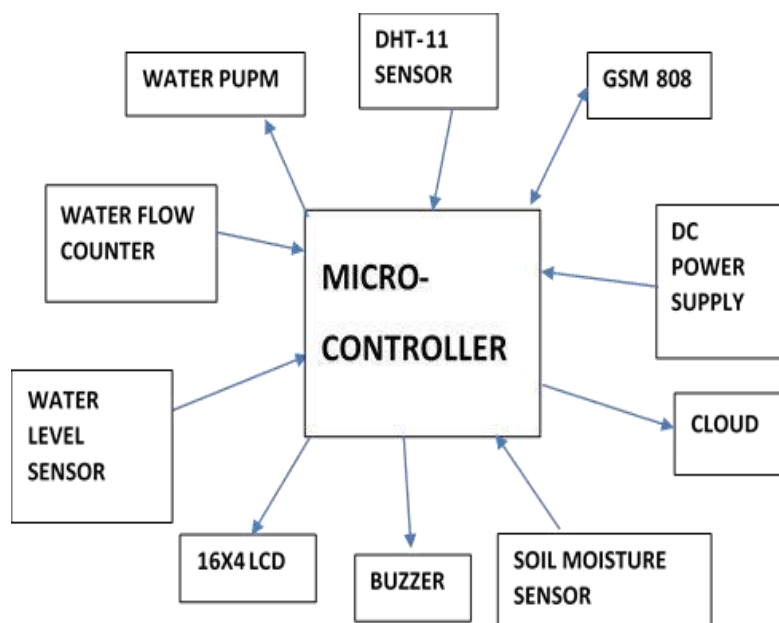 DHT-11
SENSOR
WATER PUPM
GSM 808
WATER FLOW
COUNTER
DC
POWER
SUPPLY
MICRO-
CONTROLLER
WATER
LEVEL
SENSOR
CLOUD
16X4 LCD
BUZZER
SOIL MOISTURE
SENSOR